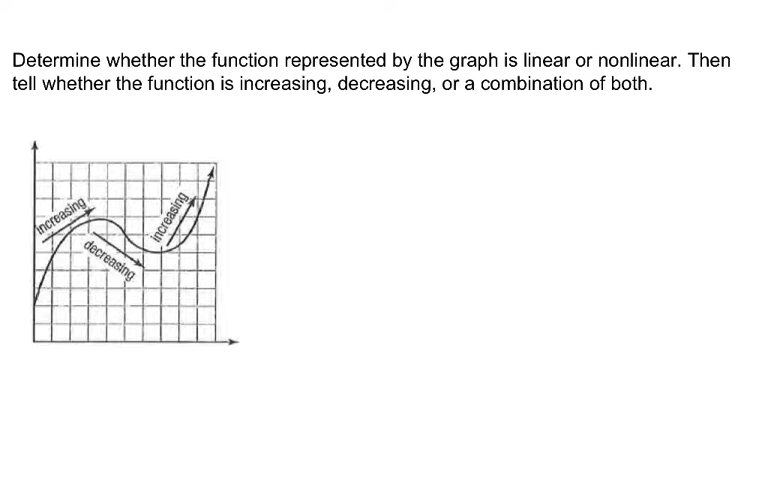 Determine whether the function represented by the graph is linear or nonlinear. Then
tell whether the function is increasing, decreasing, or a combination of both.
increasing
decreasing
increasing